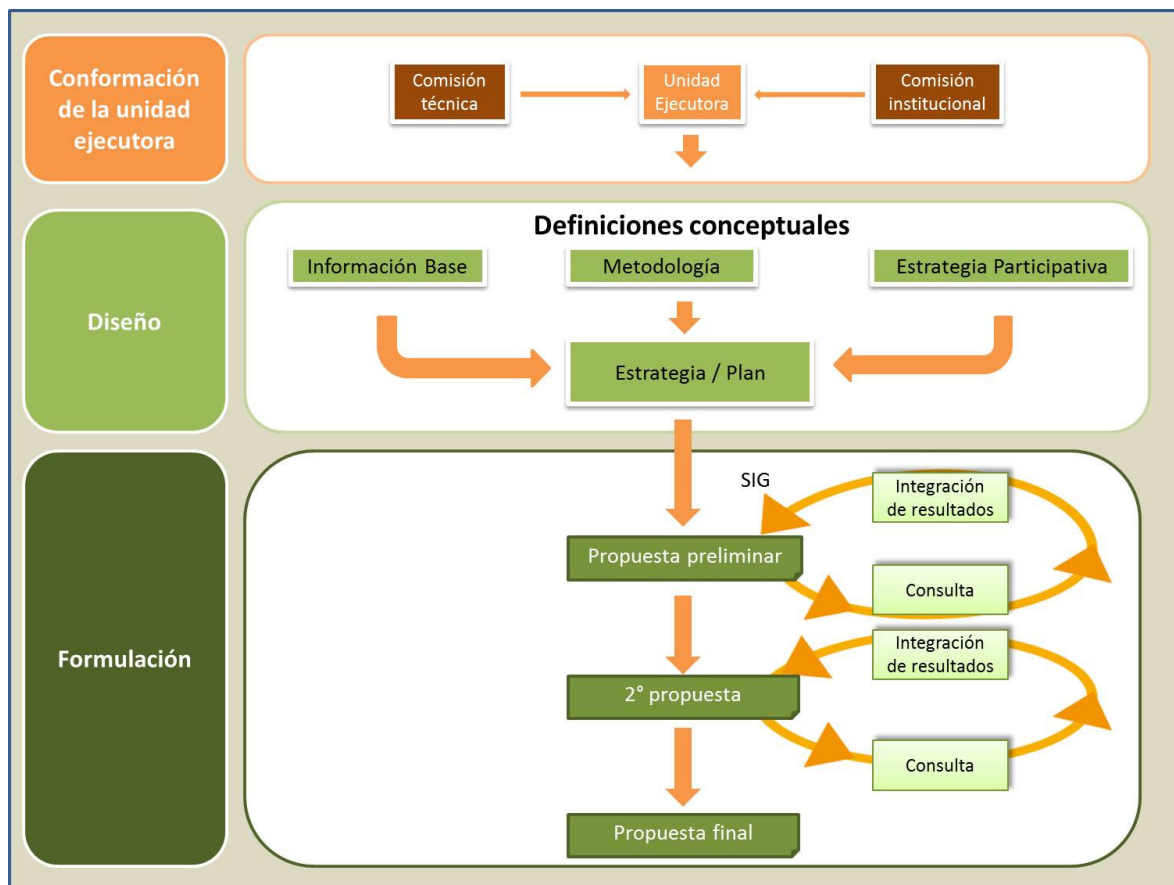 Conformación
de la unidad
ejecutora
Comisión
técnica
Unidad
Ejecutora
Comisión
institucional
Diseño
Definiciones conceptuales
Información Base
Metodología
Estrategia Participativa
Estrategia / Plan
Formulación
SIG
Integración
de resultados
Propuesta preliminar
Consulta
Integración
de resultados
2° propuesta
Consulta
Propuesta final